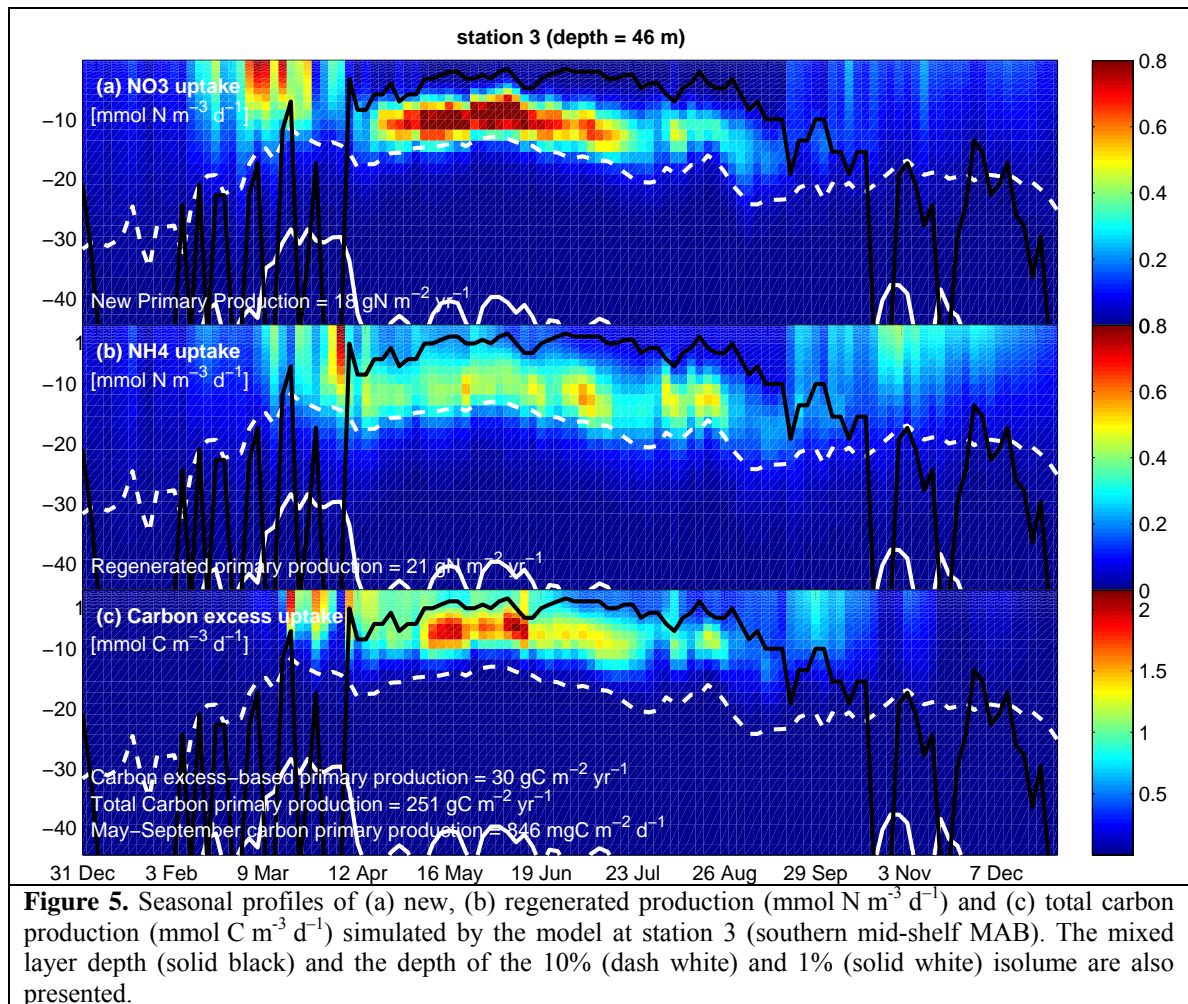 station 3 (depth = 46 m)
(a) NO3 uptake
[mmol N m⁻³ d⁻¹]
−10
−20
−30
−40
New Primary Production = 18 gN m⁻² yr⁻¹
0.8
0.6
0.4
0.2
1
(b) NH4 uptake
[mmol N m⁻³ d⁻¹]
−10
−20
−30
−40
Regenerated primary production = 21 gN m⁻² yr⁻¹
0.8
0.6
0.4
0.2
0
1
(c) Carbon excess uptake
[mmol C m⁻³ d⁻¹]
−10
−20
−30
−40
Carbon excess−based primary production = 30 gC m⁻² yr⁻¹
Total Carbon primary production = 251 gC m⁻² yr⁻¹
May−September carbon primary production = 846 mgC m⁻² d⁻¹
2
1.5
1
0.5
31 Dec 3 Feb 9 Mar 12 Apr 16 May 19 Jun 23 Jul 26 Aug 29 Sep 3 Nov 7 Dec
Figure 5. Seasonal profiles of (a) new, (b) regenerated production (mmol N m⁻³ d⁻¹) and (c) total carbon
production (mmol C m⁻³ d⁻¹) simulated by the model at station 3 (southern mid-shelf MAB). The mixed
layer depth (solid black) and the depth of the 10% (dash white) and 1% (solid white) isolume are also
presented.